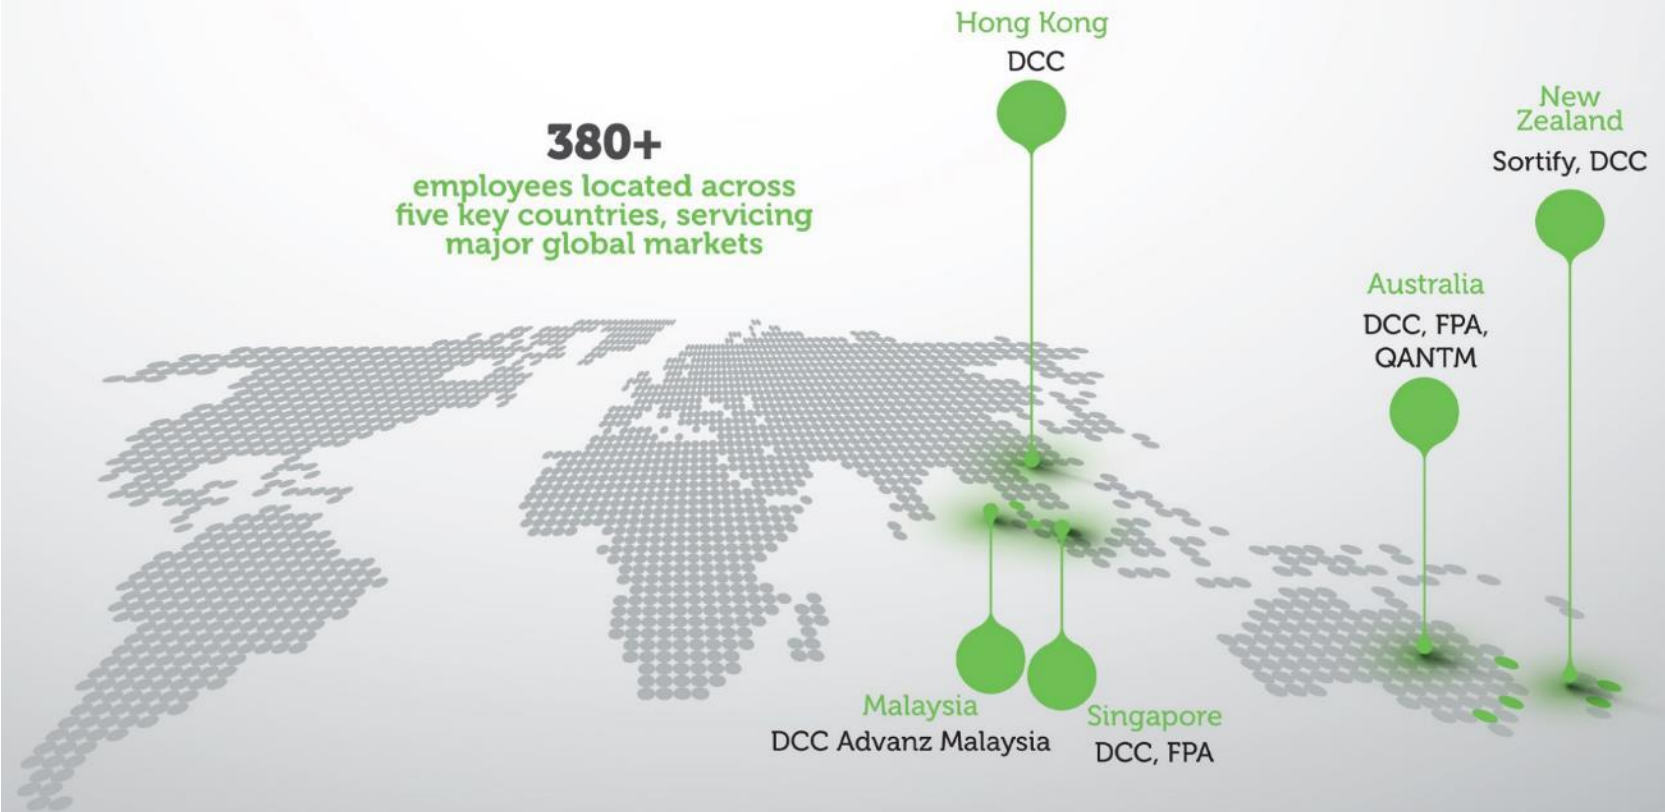 Hong Kong
DCC
380+
employees located across
five key countries, servicing
major global markets
New
Zealand
Sortify, DCC
Australia
DCC, FPA,
QANTM
Malaysia
DCC Advanz Malaysia
Singapore
DCC, FPA